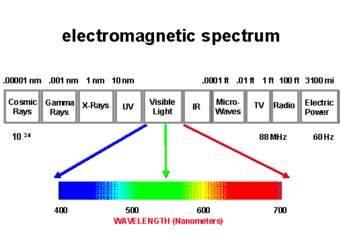 electromagnetic spectrum
.00001 nm .001 nm 1 nm 10 nm .0001 ft .01 ft 1 ft 100 ft 3100 mi
Cosmic Rays Gamma Rays X-Rays UV Visible Light IR Micro-Waves TV Radio Electric Power
10 24 88 MHz 60 Hz
400 500 600 700
WAVELENGTH (Nanometers)